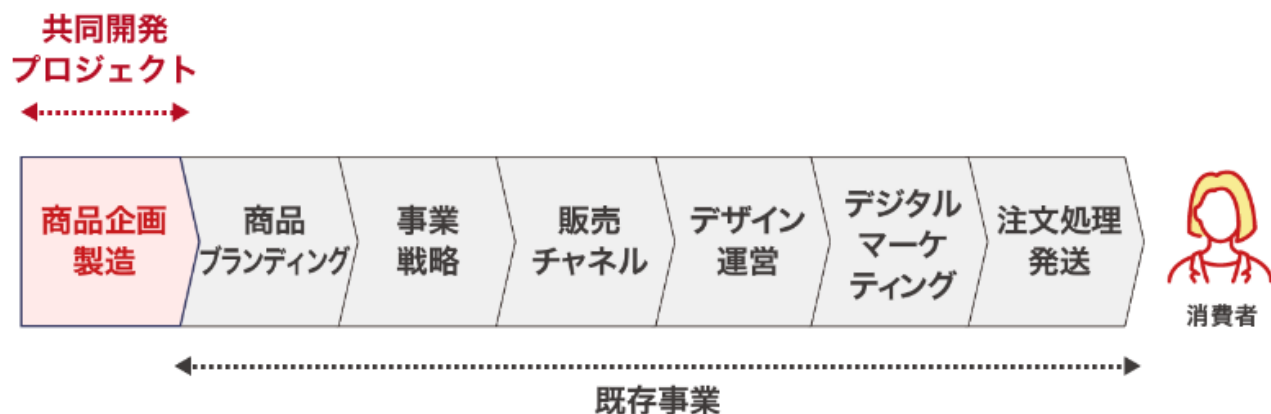 共同開発
プロジェクト
商品企画
製造
商品
ブランディング
事業
戦略
販売
チャネル
デザイン
運営
デジタル
マーケ
ティング
注文処理
発送
消費者
既存事業